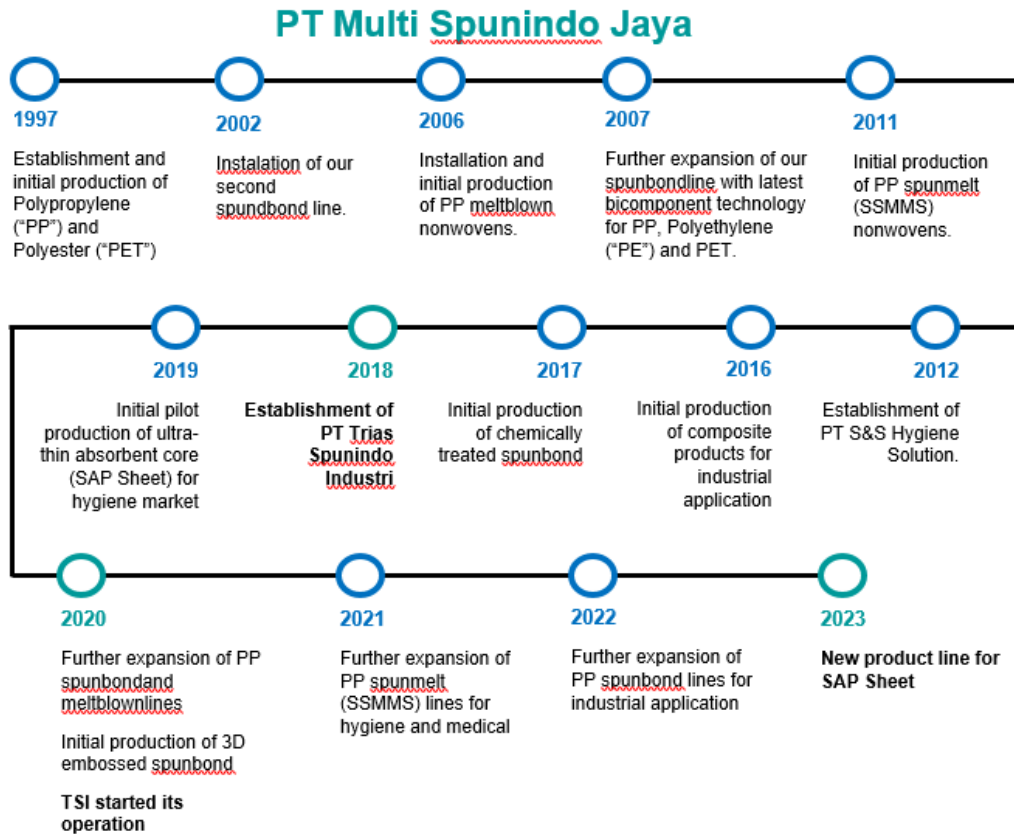 PT Multi Spunindo Jaya
1997
Establishment and
initial production of
Polypropylene
(“PP”) and
Polyester (“PET”)
2002
Instalation of our
second
spundbond line.
2006
Installation and
initial production
of PP meltblown
nonwovens.
2007
Further expansion of our
spunbondline with latest
bicomponent technology
for PP, Polyethylene
(“PE”) and PET.
2011
Initial production
of PP spunmelt
(SSMMS)
nonwovens.
2019
Initial pilot
production of ultra-
thin absorbent core
(SAP Sheet) for
hygiene market
2018
Establishment of
PT Trias
Spunindo
Industri
2017
Initial production
of chemically
treated spunbond
2016
Initial production
of composite
products for
industrial
application
2012
Establishment of
PT S&S Hygiene
Solution.
2020
Further expansion of PP
spunbondand
meltblownlines
Initial production of 3D
embossed spunbond
TSI started its
operation
2021
Further expansion of
PP spunmelt
(SSMMS) lines for
hygiene and medical
2022
Further expansion of
PP spunbond lines for
industrial application
2023
New product line for
SAP Sheet